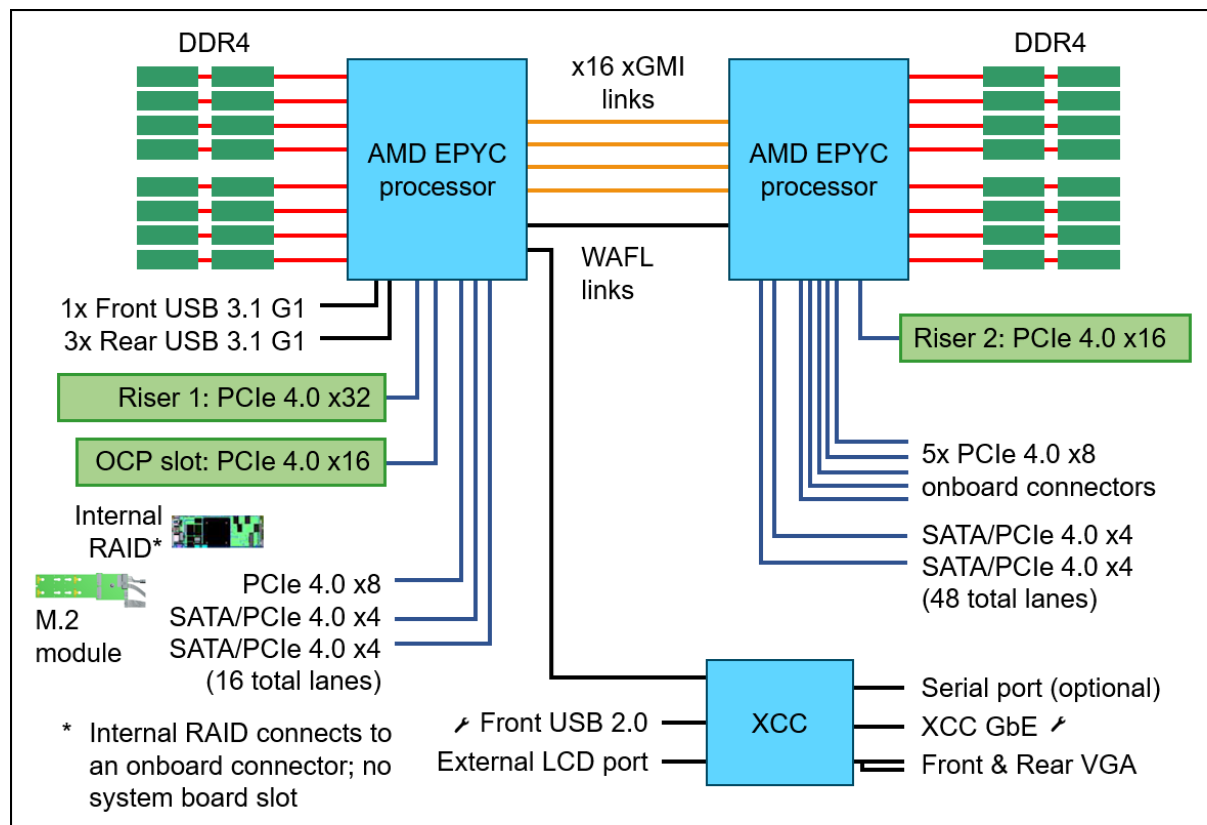 DDR4
DDR4
x16 xGMI
links
AMD EPYC
processor
AMD EPYC
processor
WAFL
links
1x Front USB 3.1 G1
3x Rear USB 3.1 G1
Riser 1: PCIe 4.0 x32
OCP slot: PCIe 4.0 x16
Internal
RAID*
M.2
module
PCIe 4.0 x8
SATA/PCIe 4.0 x4
SATA/PCIe 4.0 x4
(16 total lanes)
* Internal RAID connects to
an onboard connector; no
system board slot
Riser 2: PCIe 4.0 x16
5x PCIe 4.0 x8
onboard connectors
SATA/PCIe 4.0 x4
SATA/PCIe 4.0 x4
(48 total lanes)
XCC
Front USB 2.0
External LCD port
Serial port (optional)
XCC GbE
Front & Rear VGA